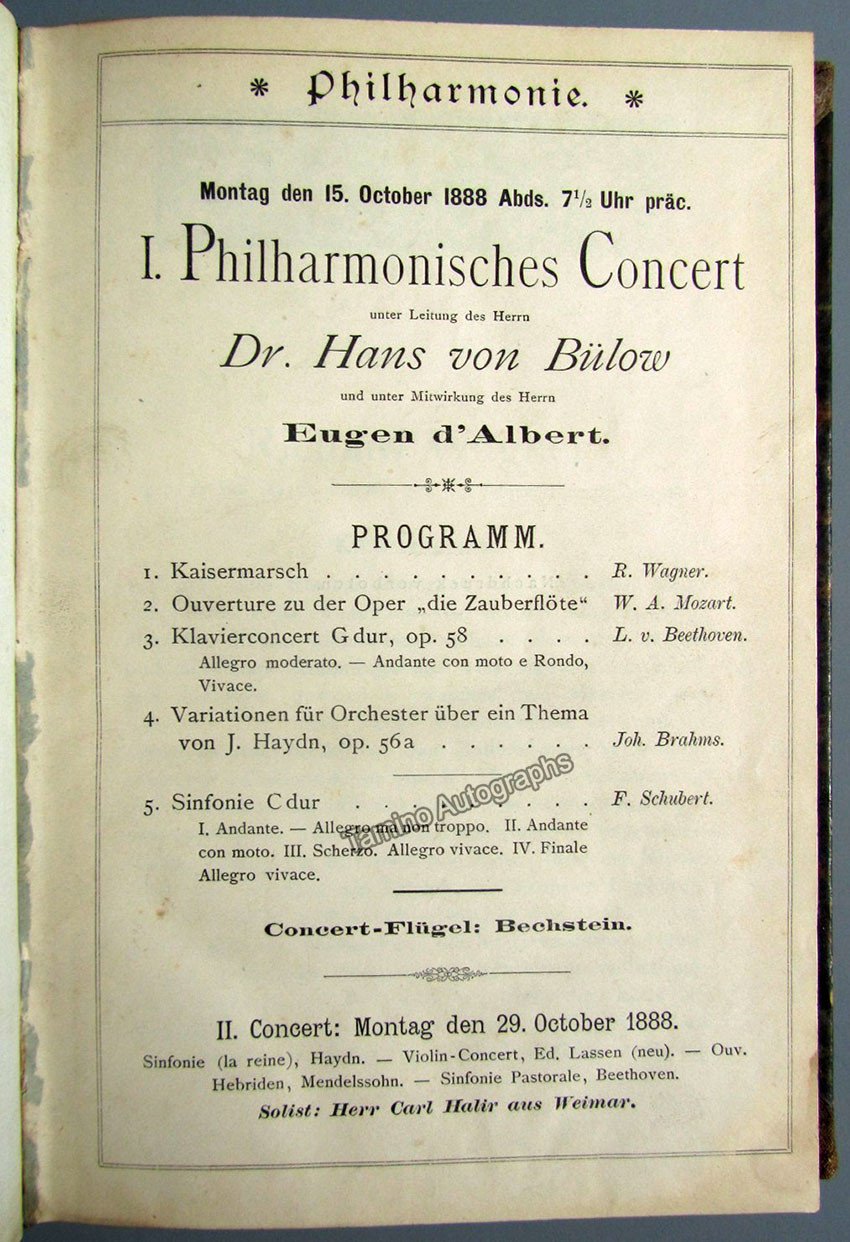 * Philharmonie. *
Montag den 15. October 1888 Abds. 7½ Uhr präc.
I. Philharmonisches Concert
unter Leitung des Herrn
Dr. Hans von Bülow
und unter Mitwirkung des Herrn
Eugen d'Albert.
PROGRAMM.
1. Kaisermarsch . . . . . . . . . . R. Wagner.
2. Ouverture zu der Oper „die Zauberflöte“ W. A. Mozart.
3. Klavierconcert G dur, op. 58 . . . . L. v. Beethoven.
Allegro moderato. — Andante con moto e Rondo,
Vivace.
4. Variationen für Orchester über ein Thema
von J. Haydn, op. 56a . . . . . . Joh. Brahms.
5. Sinfonie C dur . . . . . . . . . F. Schubert.
I. Andante. — Allegro ma non troppo. II. Andante
con moto. III. Scherzo. Allegro vivace. IV. Finale
Allegro vivace.
Tamino Autographs
Concert-Flügel: Bechstein.
II. Concert: Montag den 29. October 1888.
Sinfonie (la reine), Haydn. — Violin-Concert, Ed. Lassen (neu). — Ouv.
Hebriden, Mendelssohn. — Sinfonie Pastorale, Beethoven.
Solist: Herr Carl Halir aus Weimar.